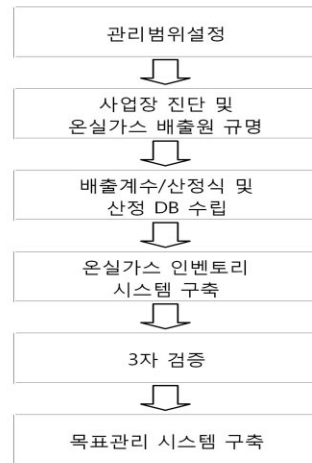 관리범위설정
사업장 진단 및
온실가스 배출원 규명
배출계수/산정식 및
산정 DB 수립
온실가스 인벤토리
시스템 구축
3자 검증
목표관리 시스템 구축